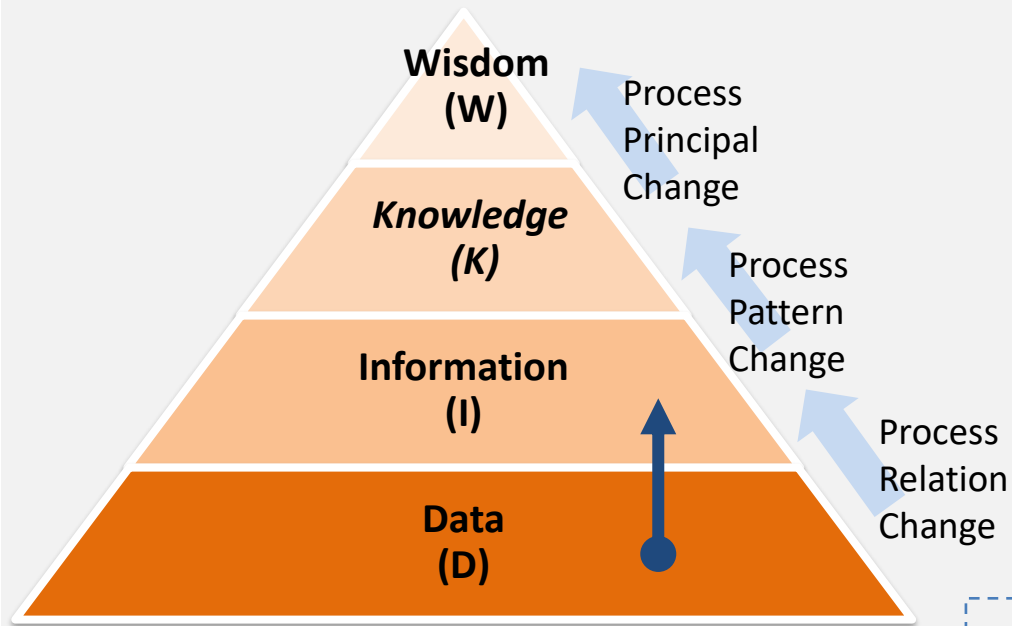 Wisdom
(W)
Process
Principal
Change
Knowledge
(K)
Process
Pattern
Change
Information
(I)
Process
Relation
Change
Data
(D)